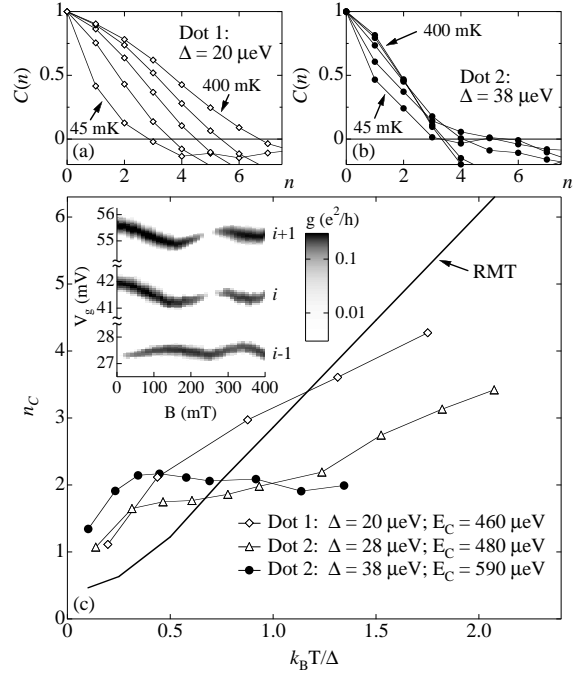 1.0
Dot 1:
Δ = 20 μeV
C(n)
0.5
400 mK
45 mK
0
(a)
0 2 4 6 n
1.0
400 mK
Dot 2:
Δ = 38 μeV
C(n)
0.5
45 mK
0
(b)
0 2 4 6 n
6
5
4
3
2
1
0
n_C
55
42
41
28
27
V_g (mV)
i+1
i
i-1
0 100 200 300 400
B (mT)
g (e²/h)
0.1
0.01
RMT
Dot 1: Δ = 20 μeV; E_C = 460 μeV
Dot 2: Δ = 28 μeV; E_C = 480 μeV
Dot 2: Δ = 38 μeV; E_C = 590 μeV
(c)
0 0.5 1.0 1.5 2.0
k_BT/Δ